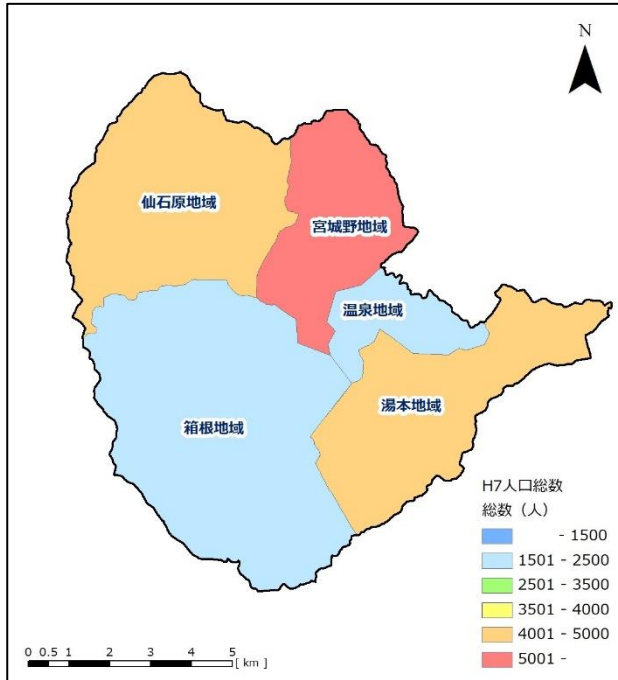 N
仙石原地域
宮城野地域
温泉地域
湯本地域
箱根地域
H7人口総数
総数（人）
- 1500
1501 - 2500
2501 - 3500
3501 - 4000
4001 - 5000
5001 -
0 0.5 1 2 3 4 5
[ km ]